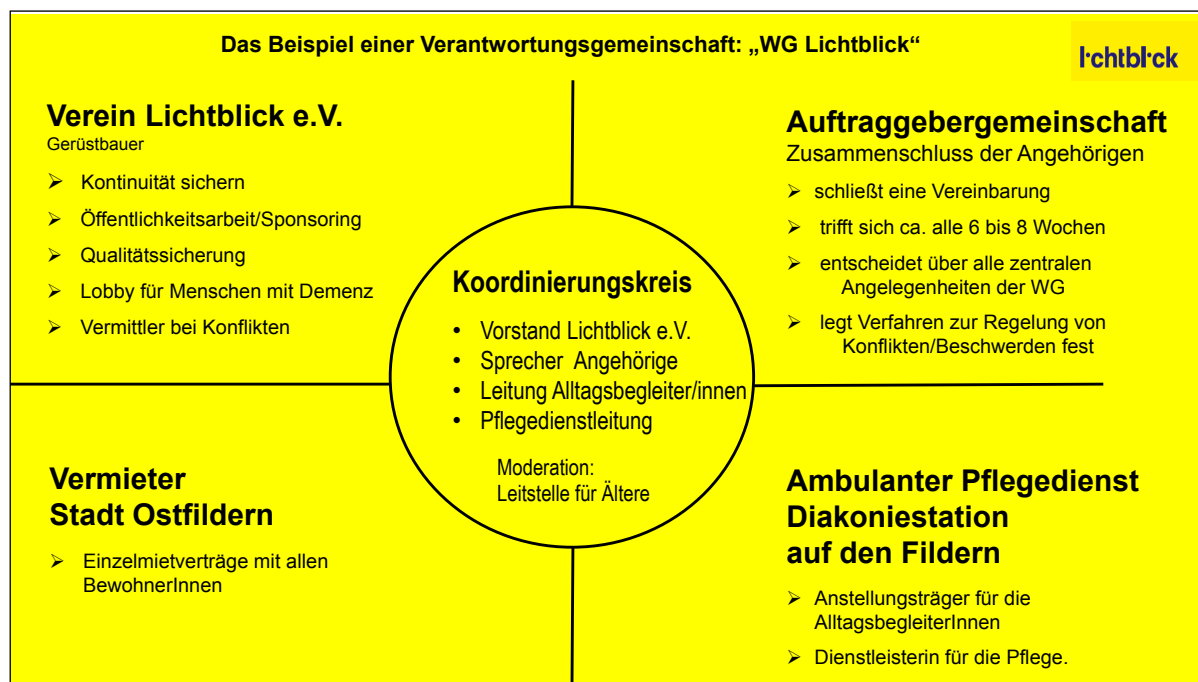 Das Beispiel einer Verantwortungsgemeinschaft: „WG Lichtblick“
l·chtbl·ck
Verein Lichtblick e.V.
Gerüstbauer
➢ Kontinuität sichern
➢ Öffentlichkeitsarbeit/Sponsoring
➢ Qualitätssicherung
➢ Lobby für Menschen mit Demenz
➢ Vermittler bei Konflikten
Auftraggebergemeinschaft
Zusammenschluss der Angehörigen
➢ schließt eine Vereinbarung
➢ trifft sich ca. alle 6 bis 8 Wochen
➢ entscheidet über alle zentralen
Angelegenheiten der WG
➢ legt Verfahren zur Regelung von
Konflikten/Beschwerden fest
Koordinierungskreis
• Vorstand Lichtblick e.V.
• Sprecher Angehörige
• Leitung Alltagsbegleiter/innen
• Pflegedienstleitung
Moderation:
Leitstelle für Ältere
Vermieter
Stadt Ostfildern
➢ Einzelmietverträge mit allen
BewohnerInnen
Ambulanter Pflegedienst
Diakoniestation
auf den Fildern
➢ Anstellungsträger für die
AlltagsbegleiterInnen
➢ Dienstleisterin für die Pflege.